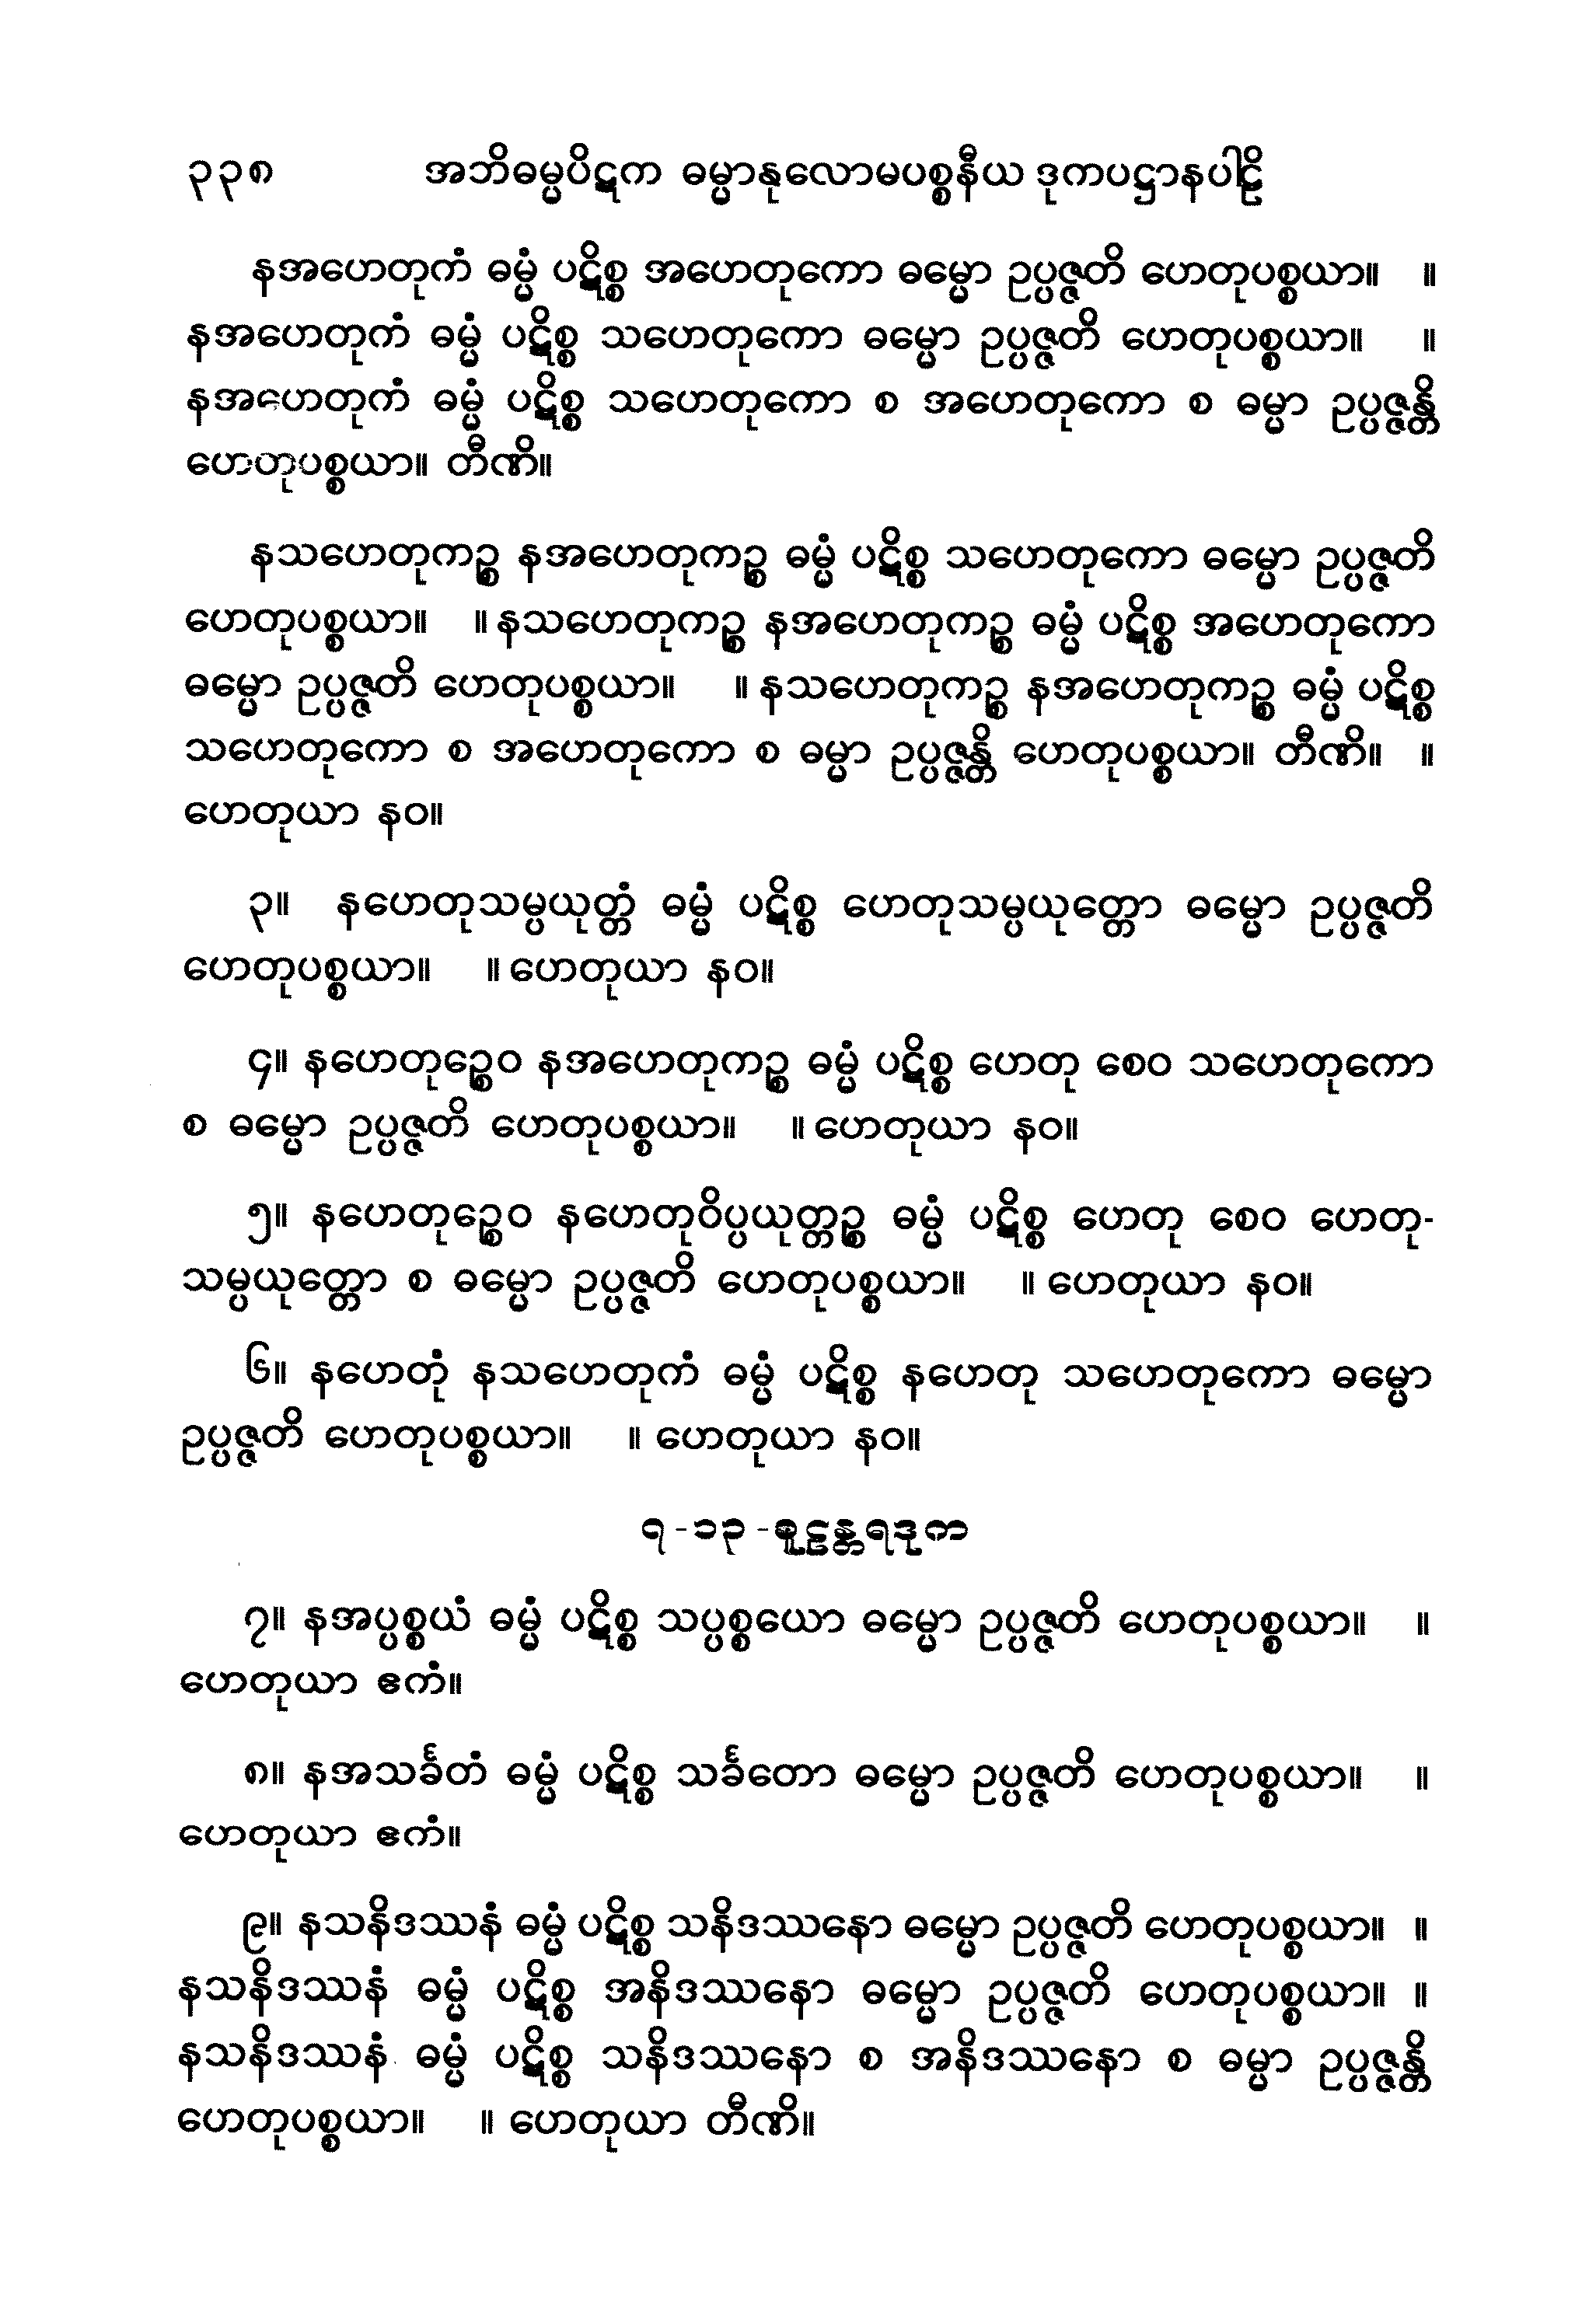 ၃၃၈ အဘိဓမ္မပိဋက ဓမ္မာနုလောမပစ္စနီယ ဒုကပဋ္ဌာနပါဠိ
နအဟေတုကံ ဓမ္မံ ပဋိစ္စ အဟေတုကော ဓမ္မော ဥပ္ပဇ္ဇတိ ဟေတုပစ္စယာ။ ။
နအဟေတုကံ ဓမ္မံ ပဋိစ္စ သဟေတုကော ဓမ္မော ဥပ္ပဇ္ဇတိ ဟေတုပစ္စယာ။ ။
နအဟေတုကံ ဓမ္မံ ပဋိစ္စ သဟေတုကော စ အဟေတုကော စ ဓမ္မာ ဥပ္ပဇ္ဇန္တိ
ဟေတုပစ္စယာ။ တီဏိ။
နသဟေတုကဉ္စ နအဟေတုကဉ္စ ဓမ္မံ ပဋိစ္စ သဟေတုကော ဓမ္မော ဥပ္ပဇ္ဇတိ
ဟေတုပစ္စယာ။ ။ နသဟေတုကဉ္စ နအဟေတုကဉ္စ ဓမ္မံ ပဋိစ္စ အဟေတုကော
ဓမ္မော ဥပ္ပဇ္ဇတိ ဟေတုပစ္စယာ။ ။ နသဟေတုကဉ္စ နအဟေတုကဉ္စ ဓမ္မံ ပဋိစ္စ
သဟေတုကော စ အဟေတုကော စ ဓမ္မာ ဥပ္ပဇ္ဇန္တိ ဟေတုပစ္စယာ။ တီဏိ။ ။
ဟေတုယာ နဝ။
၃။ နဟေတုသမ္ပယုတ္တံ ဓမ္မံ ပဋိစ္စ ဟေတုသမ္ပယုတ္တော ဓမ္မော ဥပ္ပဇ္ဇတိ
ဟေတုပစ္စယာ။ ။ ဟေတုယာ နဝ။
၄။ နဟေတုဉ္စေဝ နအဟေတုကဉ္စ ဓမ္မံ ပဋိစ္စ ဟေတု စေဝ သဟေတုကော
စ ဓမ္မော ဥပ္ပဇ္ဇတိ ဟေတုပစ္စယာ။ ။ ဟေတုယာ နဝ။
၅။ နဟေတုဉ္စေဝ နဟေတုဝိပ္ပယုတ္တဉ္စ ဓမ္မံ ပဋိစ္စ ဟေတု စေဝ ဟေတု-
သမ္ပယုတ္တော စ ဓမ္မော ဥပ္ပဇ္ဇတိ ဟေတုပစ္စယာ။ ။ ဟေတုယာ နဝ။
၆။ နဟေတုံ နသဟေတုကံ ဓမ္မံ ပဋိစ္စ နဟေတု သဟေတုကော ဓမ္မော
ဥပ္ပဇ္ဇတိ ဟေတုပစ္စယာ။ ။ ဟေတုယာ နဝ။
၇-၁၃-စူဠန္တရဒုက
၇။ နအပ္ပစ္စယံ ဓမ္မံ ပဋိစ္စ သပ္ပစ္စယော ဓမ္မော ဥပ္ပဇ္ဇတိ ဟေတုပစ္စယာ။ ။
ဟေတုယာ ဧကံ။
၈။ နအသင်္ခတံ ဓမ္မံ ပဋိစ္စ သင်္ခတော ဓမ္မော ဥပ္ပဇ္ဇတိ ဟေတုပစ္စယာ။ ။
ဟေတုယာ ဧကံ။
၉။ နသနိဒဿနံ ဓမ္မံ ပဋိစ္စ သနိဒဿနော ဓမ္မော ဥပ္ပဇ္ဇတိ ဟေတုပစ္စယာ။ ။
နသနိဒဿနံ ဓမ္မံ ပဋိစ္စ အနိဒဿနော ဓမ္မော ဥပ္ပဇ္ဇတိ ဟေတုပစ္စယာ။ ။
နသနိဒဿနံ ဓမ္မံ ပဋိစ္စ သနိဒဿနော စ အနိဒဿနော စ ဓမ္မာ ဥပ္ပဇ္ဇန္တိ
ဟေတုပစ္စယာ။ ။ ဟေတုယာ တီဏိ။